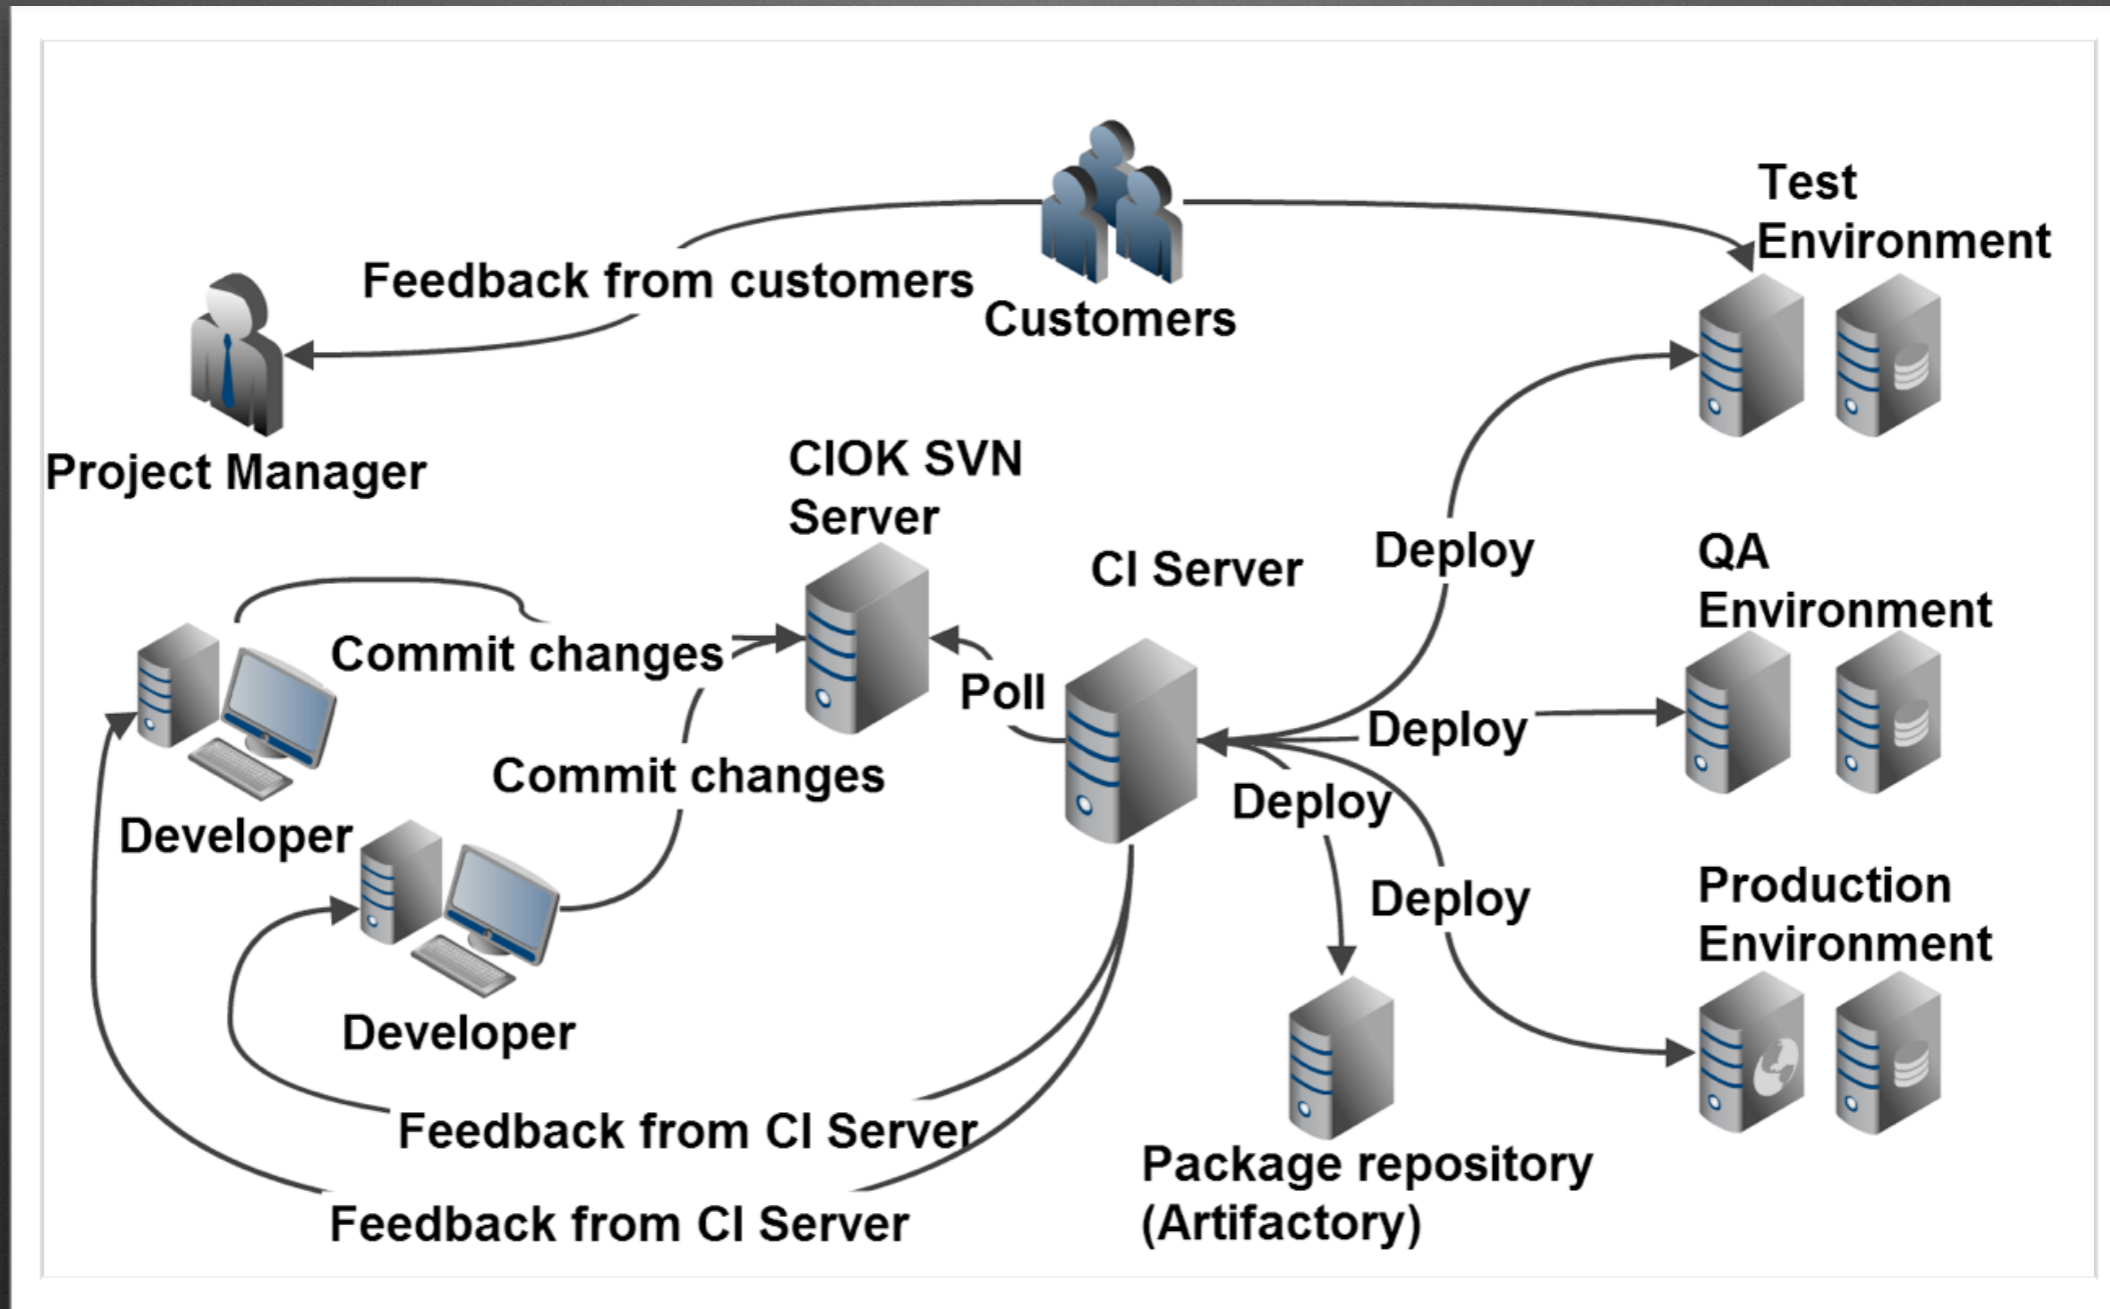 Test
Environment
Feedback from customers
Customers
Project Manager
CIOK SVN
Server
CI Server
Deploy
QA
Environment
Commit changes
Poll
Deploy
Commit changes
Deploy
Developer
Deploy
Production
Environment
Developer
Feedback from CI Server
Package repository
(Artifactory)
Feedback from CI Server